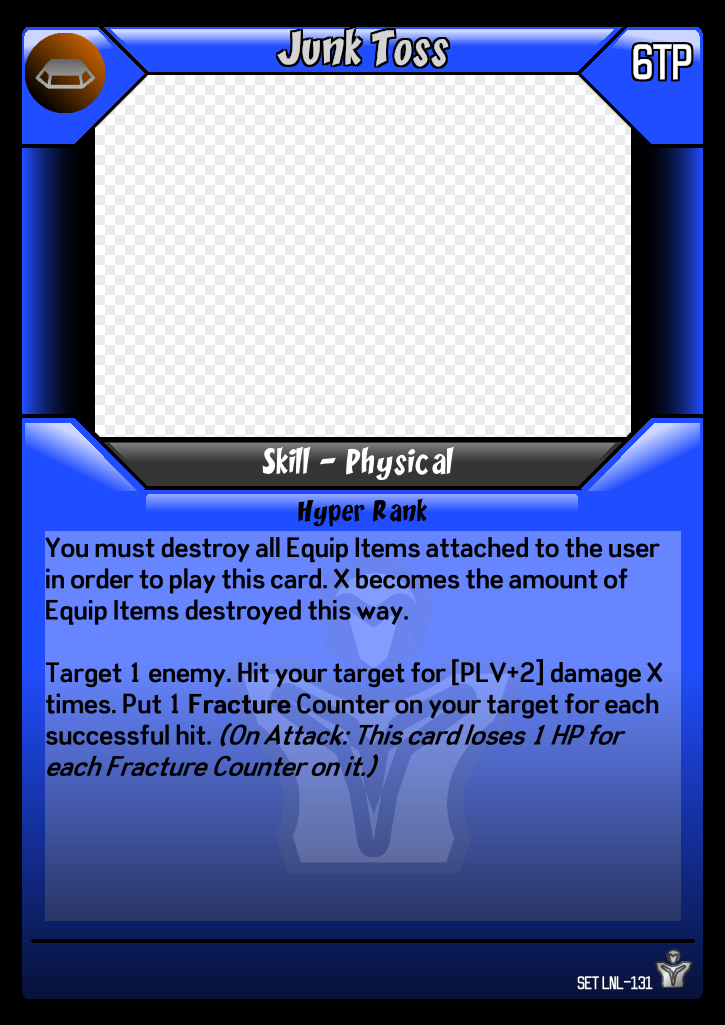 Junk Toss
6TP
Skill - Physical
Hyper Rank
You must destroy all Equip Items attached to the user
in order to play this card. X becomes the amount of
Equip Items destroyed this way.
Target 1 enemy. Hit your target for [PLV+2] damage X
times. Put 1 Fracture Counter on your target for each
successful hit. (On Attack: This card loses 1 HP for
each Fracture Counter on it.)
SET LNL-131